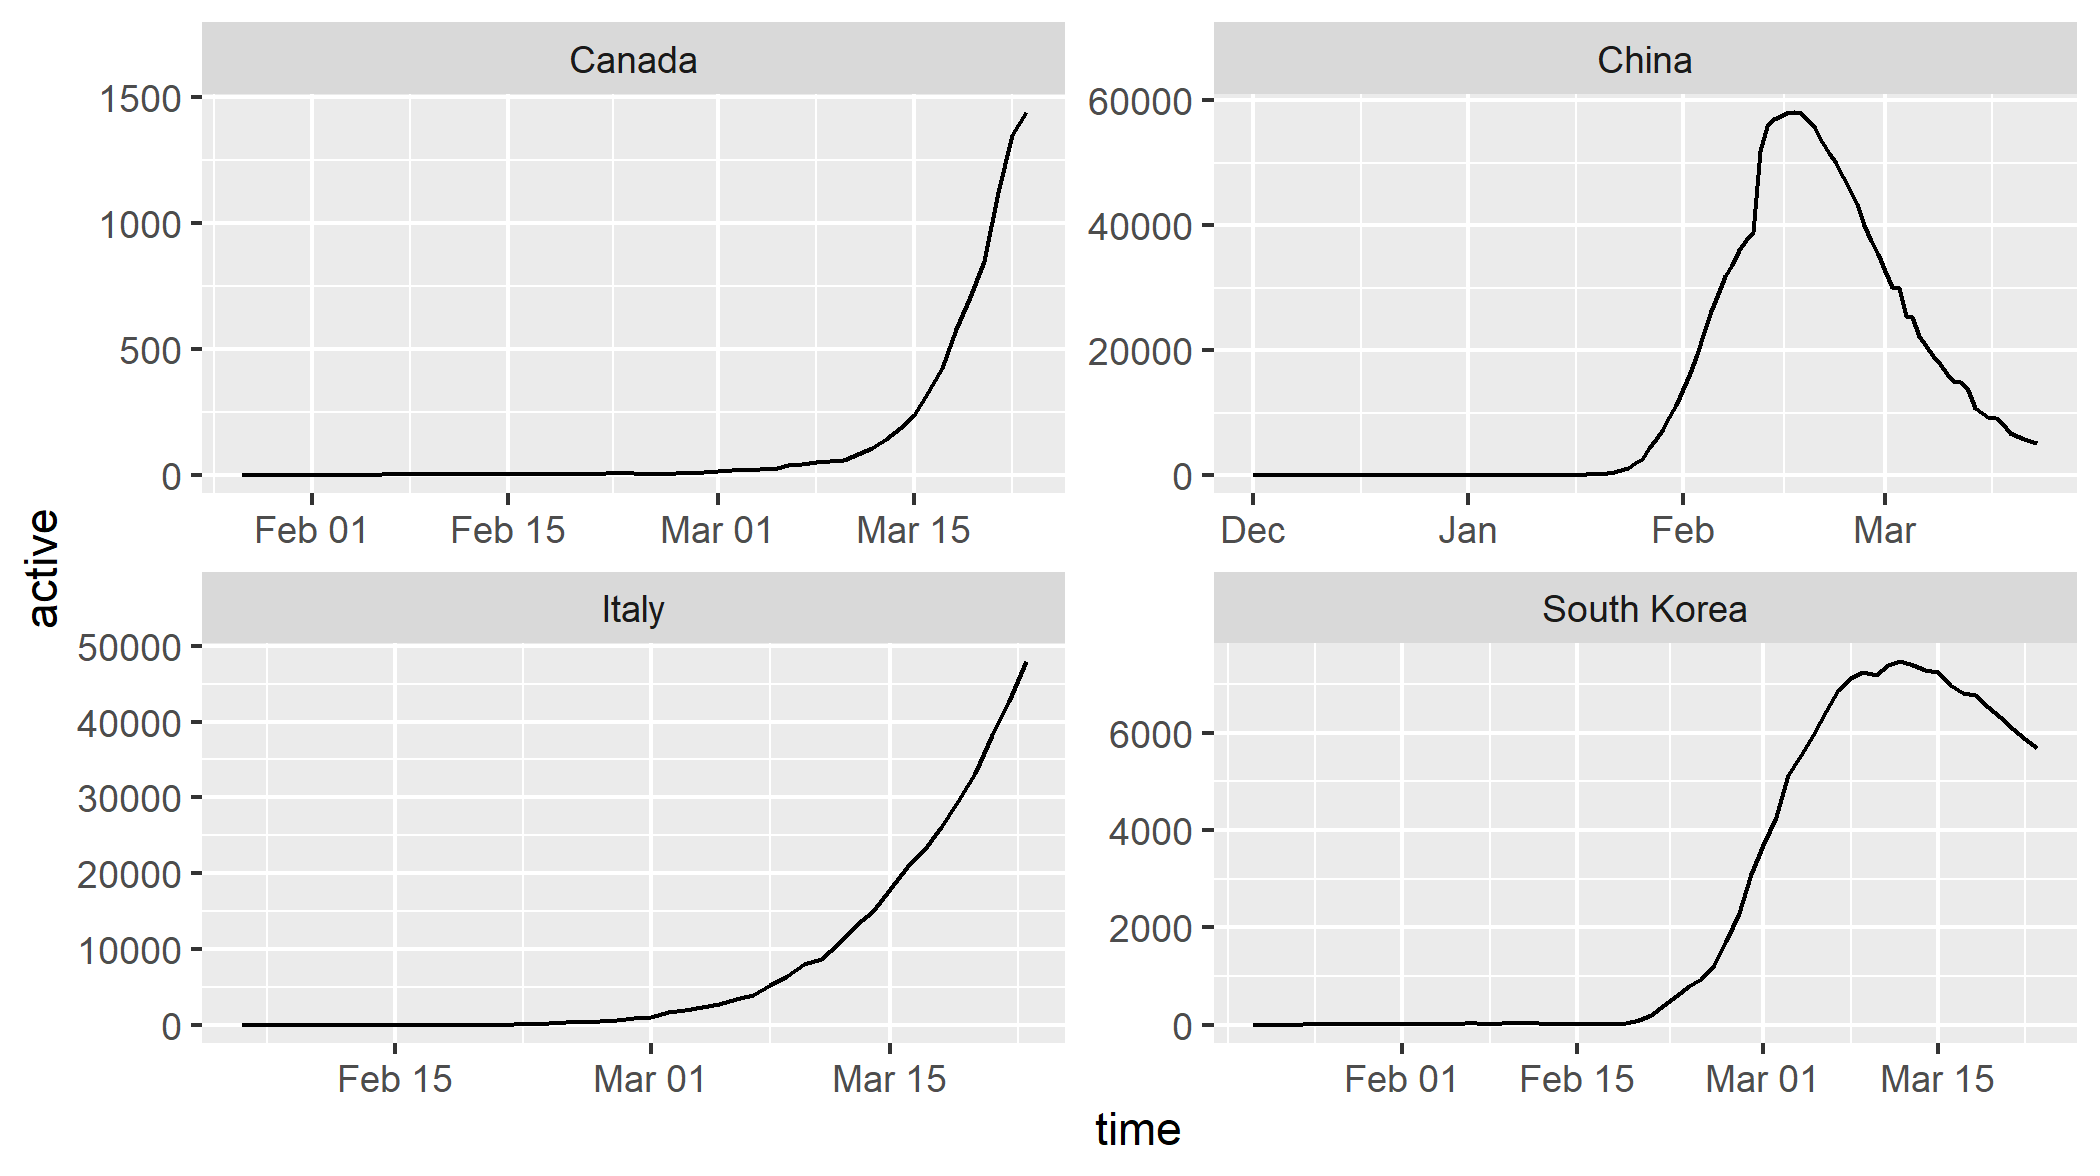 Canada
1500
1000
500
0
Feb 01 Feb 15 Mar 01 Mar 15
China
60000
40000
20000
0
Dec Jan Feb Mar
active
Italy
50000
40000
30000
20000
10000
0
Feb 15 Mar 01 Mar 15
South Korea
6000
4000
2000
0
Feb 01 Feb 15 Mar 01 Mar 15
time